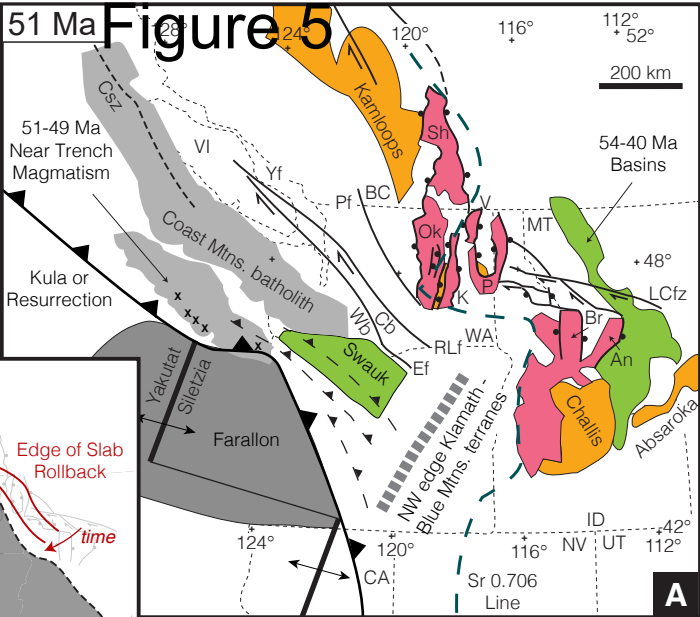 51 Ma
Figure 5
128°
124°
120°
116°
112°
52°
200 km
Csz
51-49 Ma
Near Trench
Magmatism
VI
Yf
Kamloops
Sh
54-40 Ma
Basins
Pf
BC
V
MT
Ok
48°
Coast Mtns. batholith
Kula or
Resurrection
P
K
LCfz
Wb
Cb
RLf
WA
Br
An
Ef
Yakutat
Siletzia
Swauk
Challis
Absaroka
Farallon
NW edge Klamath -
Blue Mtns. terranes
Edge of Slab
Rollback
time
ID
42°
124°
120°
116°
NV
UT
112°
CA
Sr 0.706
Line
A